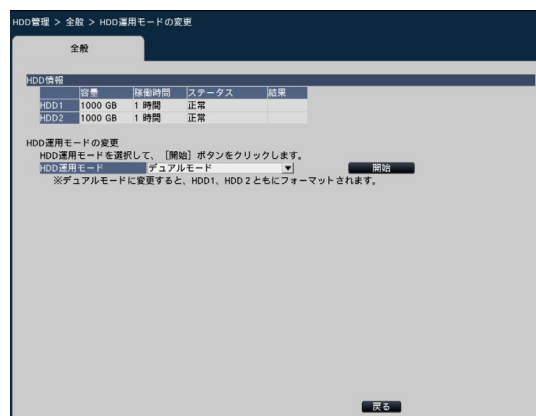 HDD管理 > 全般 > HDD運用モードの変更
全般
HDD情報
容量 稼働時間 ステータス 結果
HDD1 1000 GB 1 時間 正常
HDD2 1000 GB 1 時間 正常
HDD運用モードの変更
HDD運用モードを選択して、［開始］ボタンをクリックします。
HDD運用モード デュアルモード 開始
※デュアルモードに変更すると、HDD1、HDD 2 ともにフォーマットされます。
戻る